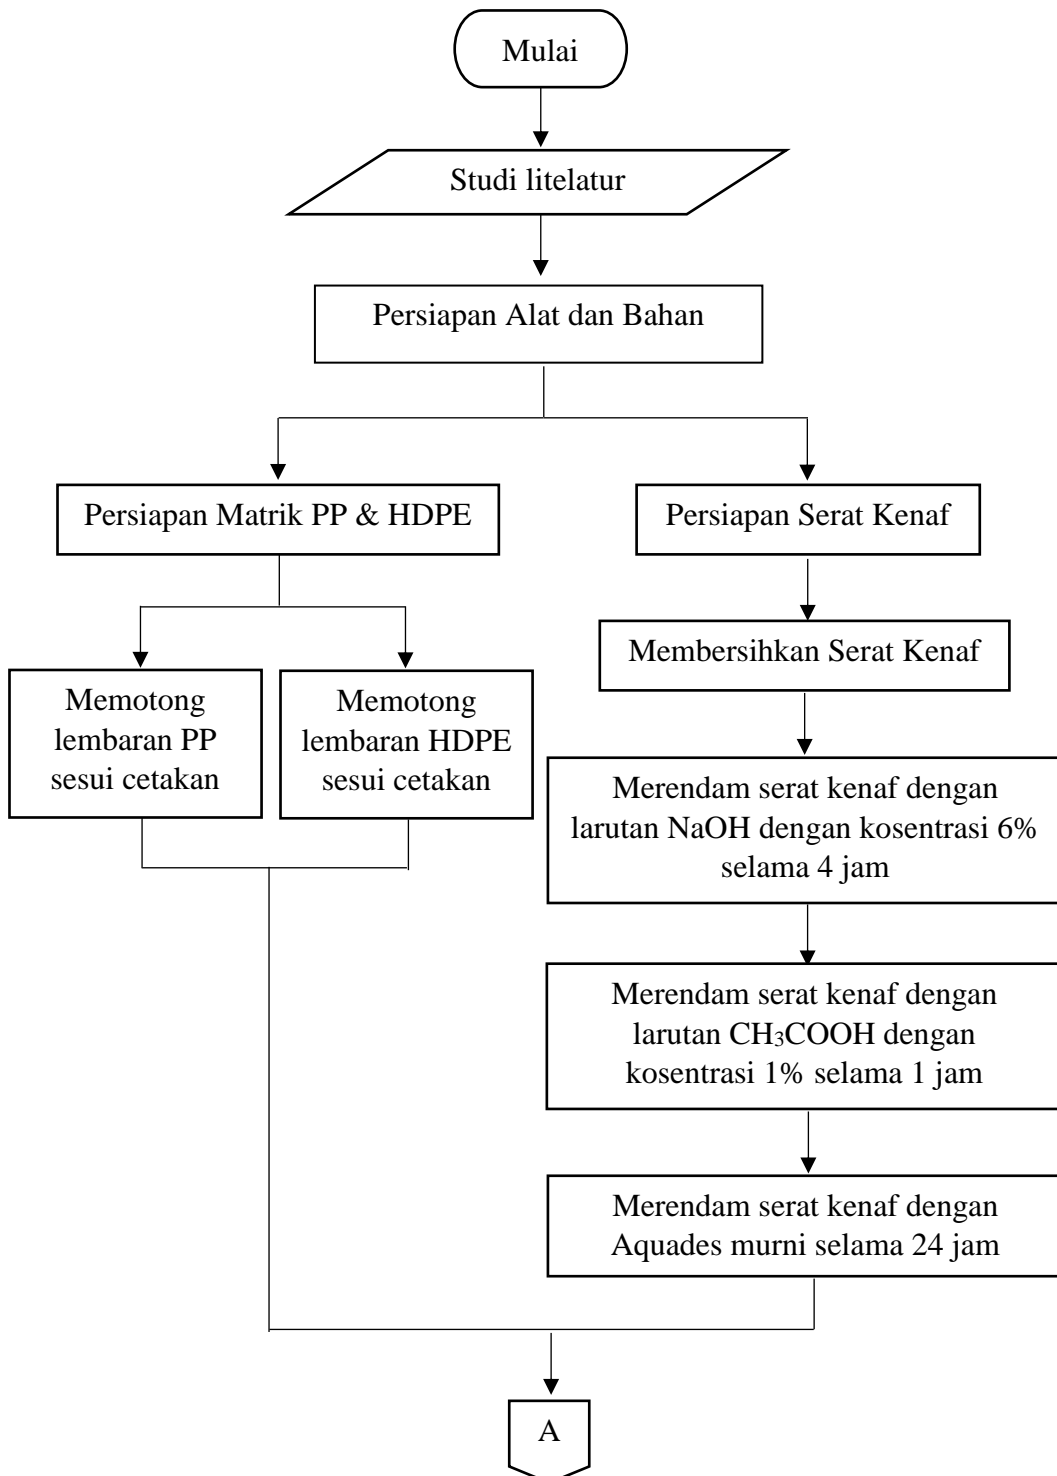 Mulai
Studi litelatur
Persiapan Alat dan Bahan
Persiapan Matrik PP & HDPE
Persiapan Serat Kenaf
Membersihkan Serat Kenaf
Memotong
lembaran PP
sesui cetakan
Memotong
lembaran HDPE
sesui cetakan
Merendam serat kenaf dengan
larutan NaOH dengan kosentrasi 6%
selama 4 jam
Merendam serat kenaf dengan
larutan CH₃COOH dengan
kosentrasi 1% selama 1 jam
Merendam serat kenaf dengan
Aquades murni selama 24 jam
A